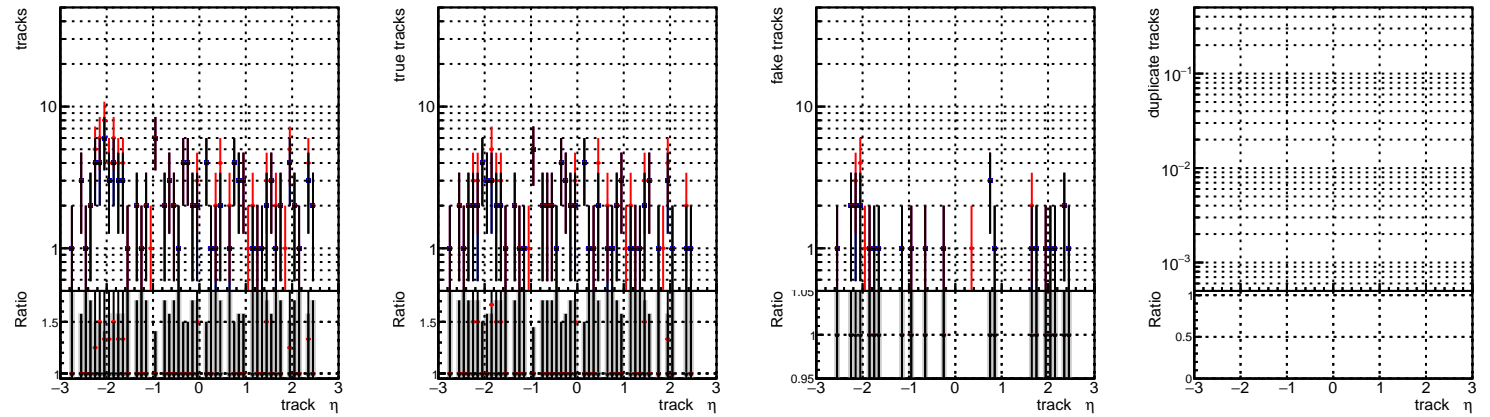 tracks
10
1
Ratio
1.5
1
−3 −2 −1 0 1 2 3
track η
true tracks
10
1
Ratio
1.5
1
−3 −2 −1 0 1 2 3
track η
fake tracks
10
1
Ratio
1.05
1
0.95
−3 −2 −1 0 1 2 3
track η
duplicate tracks
10−1
10−2
10−3
Ratio
1
0.5
0
−3 −2 −1 0 1 2 3
track η